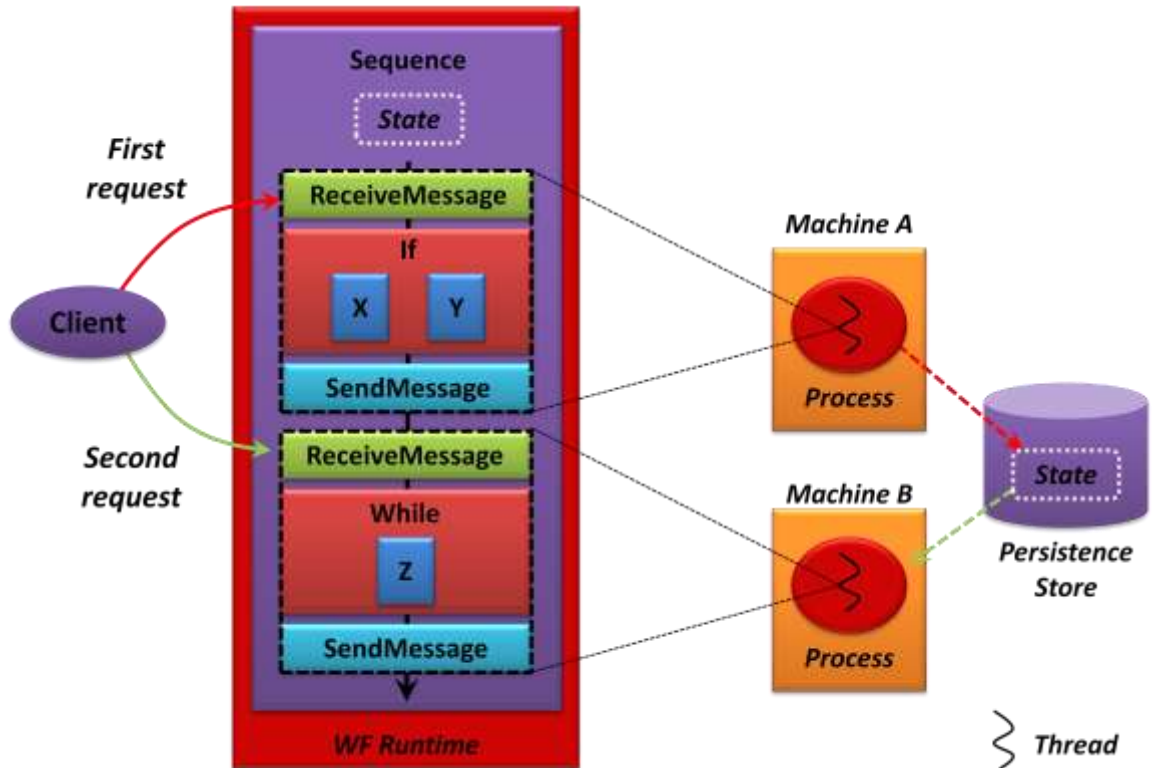 Sequence
State
First
request
ReceiveMessage
If
X
Y
SendMessage
Client
Second
request
ReceiveMessage
While
Z
SendMessage
WF Runtime
Machine A
Process
Machine B
Process
State
Persistence
Store
Thread